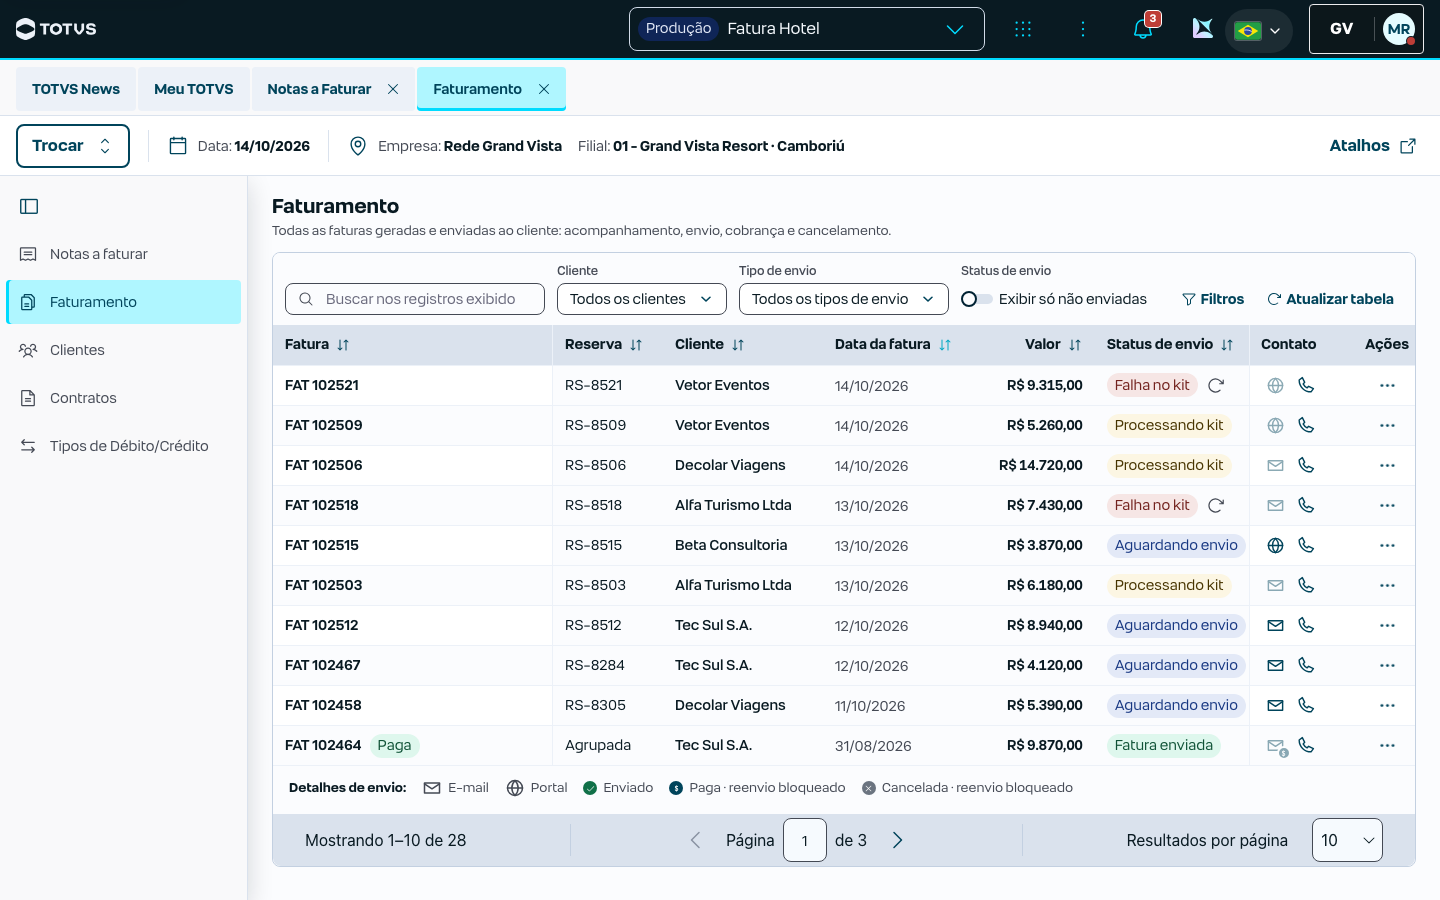 TOTVS
Produção Fatura Hotel
3
GV MR
TOTVS News Meu TOTVS Notas a Faturar Faturamento
Trocar Data: 14/10/2026 Empresa: Rede Grand Vista Filial: 01 - Grand Vista Resort · Camboriú Atalhos
Notas a faturar
Faturamento
Clientes
Contratos
Tipos de Débito/Crédito
Faturamento
Todas as faturas geradas e enviadas ao cliente: acompanhamento, envio, cobrança e cancelamento.
Cliente Tipo de envio Status de envio
Buscar nos registros exibido Todos os clientes Todos os tipos de envio Exibir só não enviadas Filtros Atualizar tabela
Fatura Reserva Cliente Data da fatura Valor Status de envio Contato Ações
FAT 102521 RS-8521 Vetor Eventos 14/10/2026 R$ 9.315,00 Falha no kit
FAT 102509 RS-8509 Vetor Eventos 14/10/2026 R$ 5.260,00 Processando kit
FAT 102506 RS-8506 Decolar Viagens 14/10/2026 R$ 14.720,00 Processando kit
FAT 102518 RS-8518 Alfa Turismo Ltda 13/10/2026 R$ 7.430,00 Falha no kit
FAT 102515 RS-8515 Beta Consultoria 13/10/2026 R$ 3.870,00 Aguardando envio
FAT 102503 RS-8503 Alfa Turismo Ltda 13/10/2026 R$ 6.180,00 Processando kit
FAT 102512 RS-8512 Tec Sul S.A. 12/10/2026 R$ 8.940,00 Aguardando envio
FAT 102467 RS-8284 Tec Sul S.A. 12/10/2026 R$ 4.120,00 Aguardando envio
FAT 102458 RS-8305 Decolar Viagens 11/10/2026 R$ 5.390,00 Aguardando envio
FAT 102464 Paga Agrupada Tec Sul S.A. 31/08/2026 R$ 9.870,00 Fatura enviada
Detalhes de envio: E-mail Portal Enviado Paga · reenvio bloqueado Cancelada · reenvio bloqueado
Mostrando 1–10 de 28 Página 1 de 3 Resultados por página 10